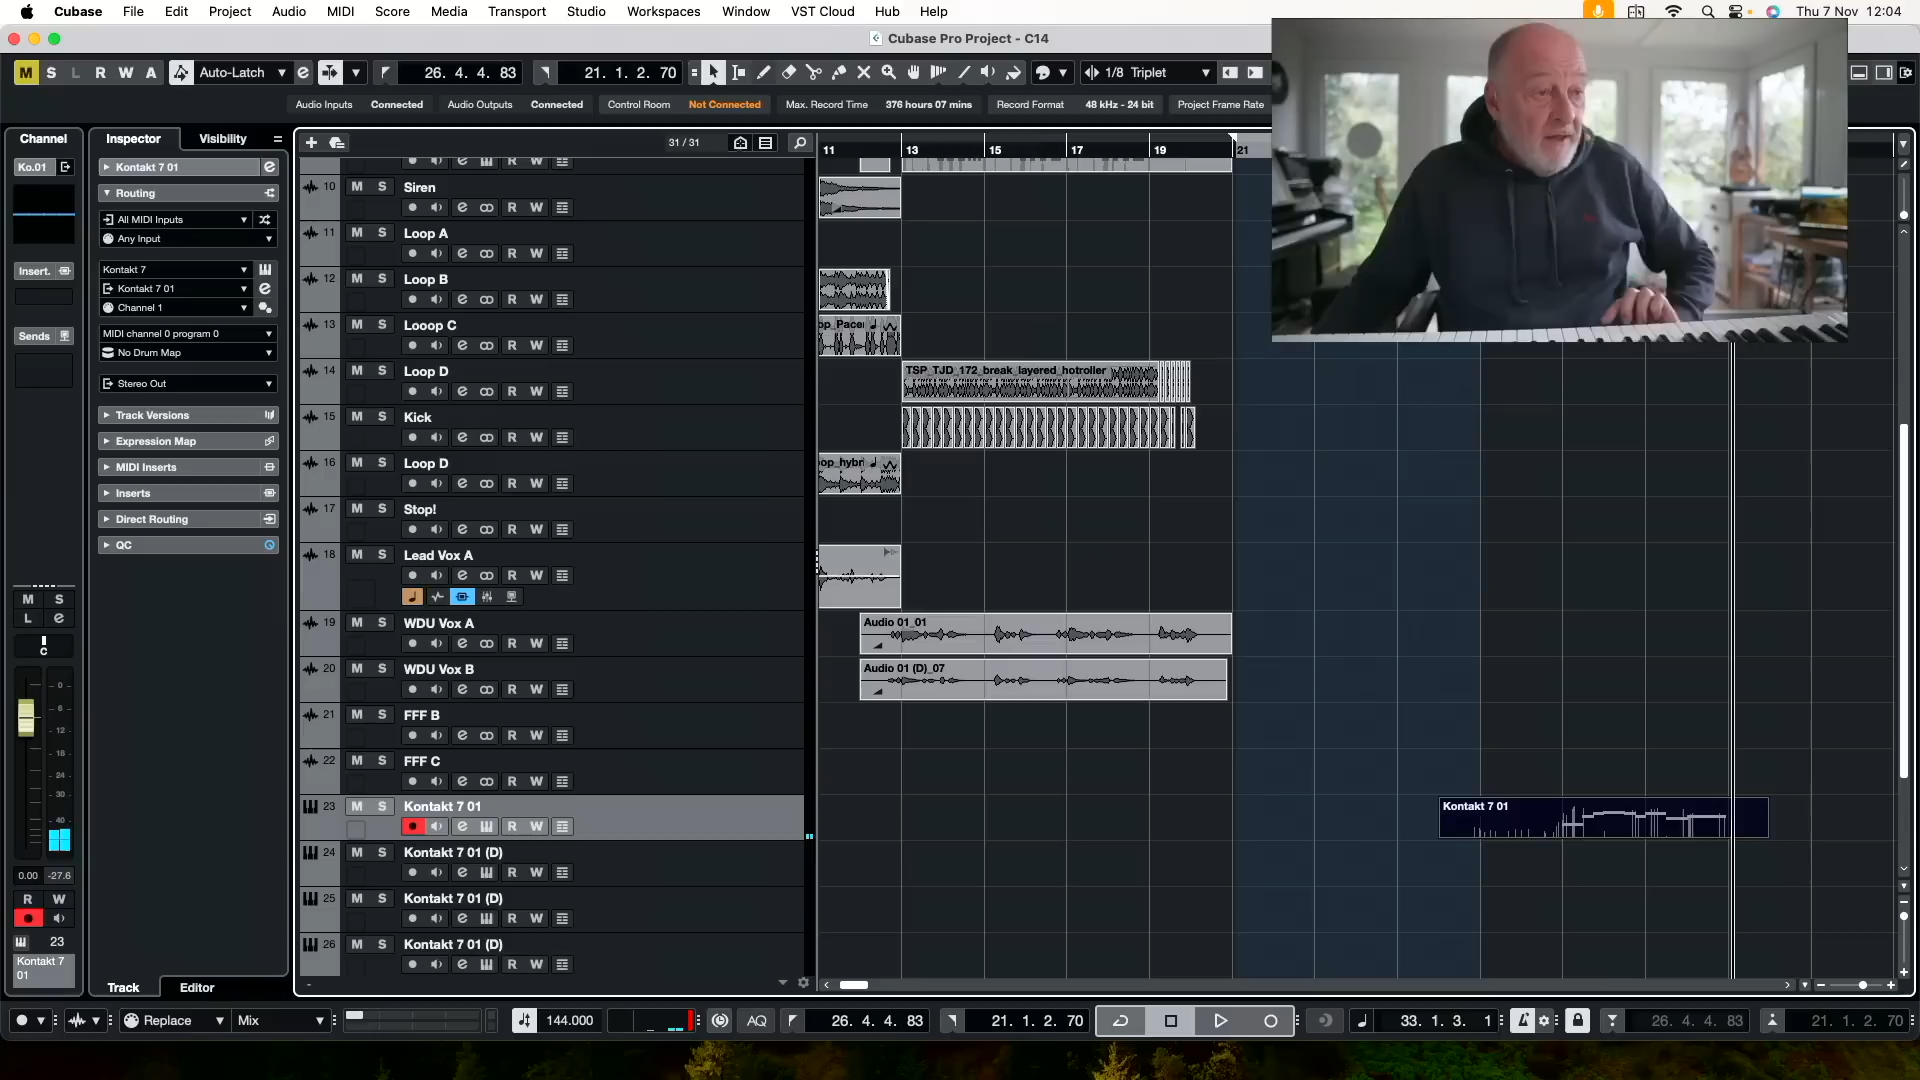 Cubase File Edit Project Audio MIDI Score Media Transport Studio Workspaces Window VST Cloud Hub Help
Thu 7 Nov 12:04
Cubase Pro Project - C14
M S L R W A Auto-Latch e 26. 4. 4. 83 21. 1. 2. 70 1/8 Triplet
Audio Inputs Connected Audio Outputs Connected Control Room Not Connected Max. Record Time 376 hours 07 mins Record Format 48 kHz - 24 bit Project Frame Rate
Channel Inspector Visibility
31 / 31
11 13 15 17 19 21
Ko.01 Kontakt 7 01
Routing
All MIDI Inputs
Any Input
Insert. Kontakt 7
Kontakt 7 01
Channel 1
Sends MIDI channel 0 program 0
No Drum Map
Stereo Out
Track Versions
Expression Map
MIDI Inserts
Inserts
Direct Routing
QC
10 M S Siren
R W
11 M S Loop A
R W
12 M S Loop B
R W
13 M S Looop C
R W
14 M S Loop D
R W
TSP_TJD_172_break_layered_hotroller
15 M S Kick
R W
16 M S Loop D
R W
17 M S Stop!
R W
18 M S Lead Vox A
R W
19 M S WDU Vox A
R W
Audio 01_01
20 M S WDU Vox B
R W
Audio 01 (D)_07
21 M S FFF B
R W
22 M S FFF C
R W
23 M S Kontakt 7 01
R W
Kontakt 7 01
24 M S Kontakt 7 01 (D)
R W
25 M S Kontakt 7 01 (D)
R W
26 M S Kontakt 7 01 (D)
R W
M S
L e
C
0
6
12
18
24
30
40
0.00 -27.6
R W
23
Kontakt 7
01
Track Editor
Replace Mix 144.000 AQ 26. 4. 4. 83 21. 1. 2. 70 33. 1. 3. 1 26. 4. 4. 83 21. 1. 2. 70